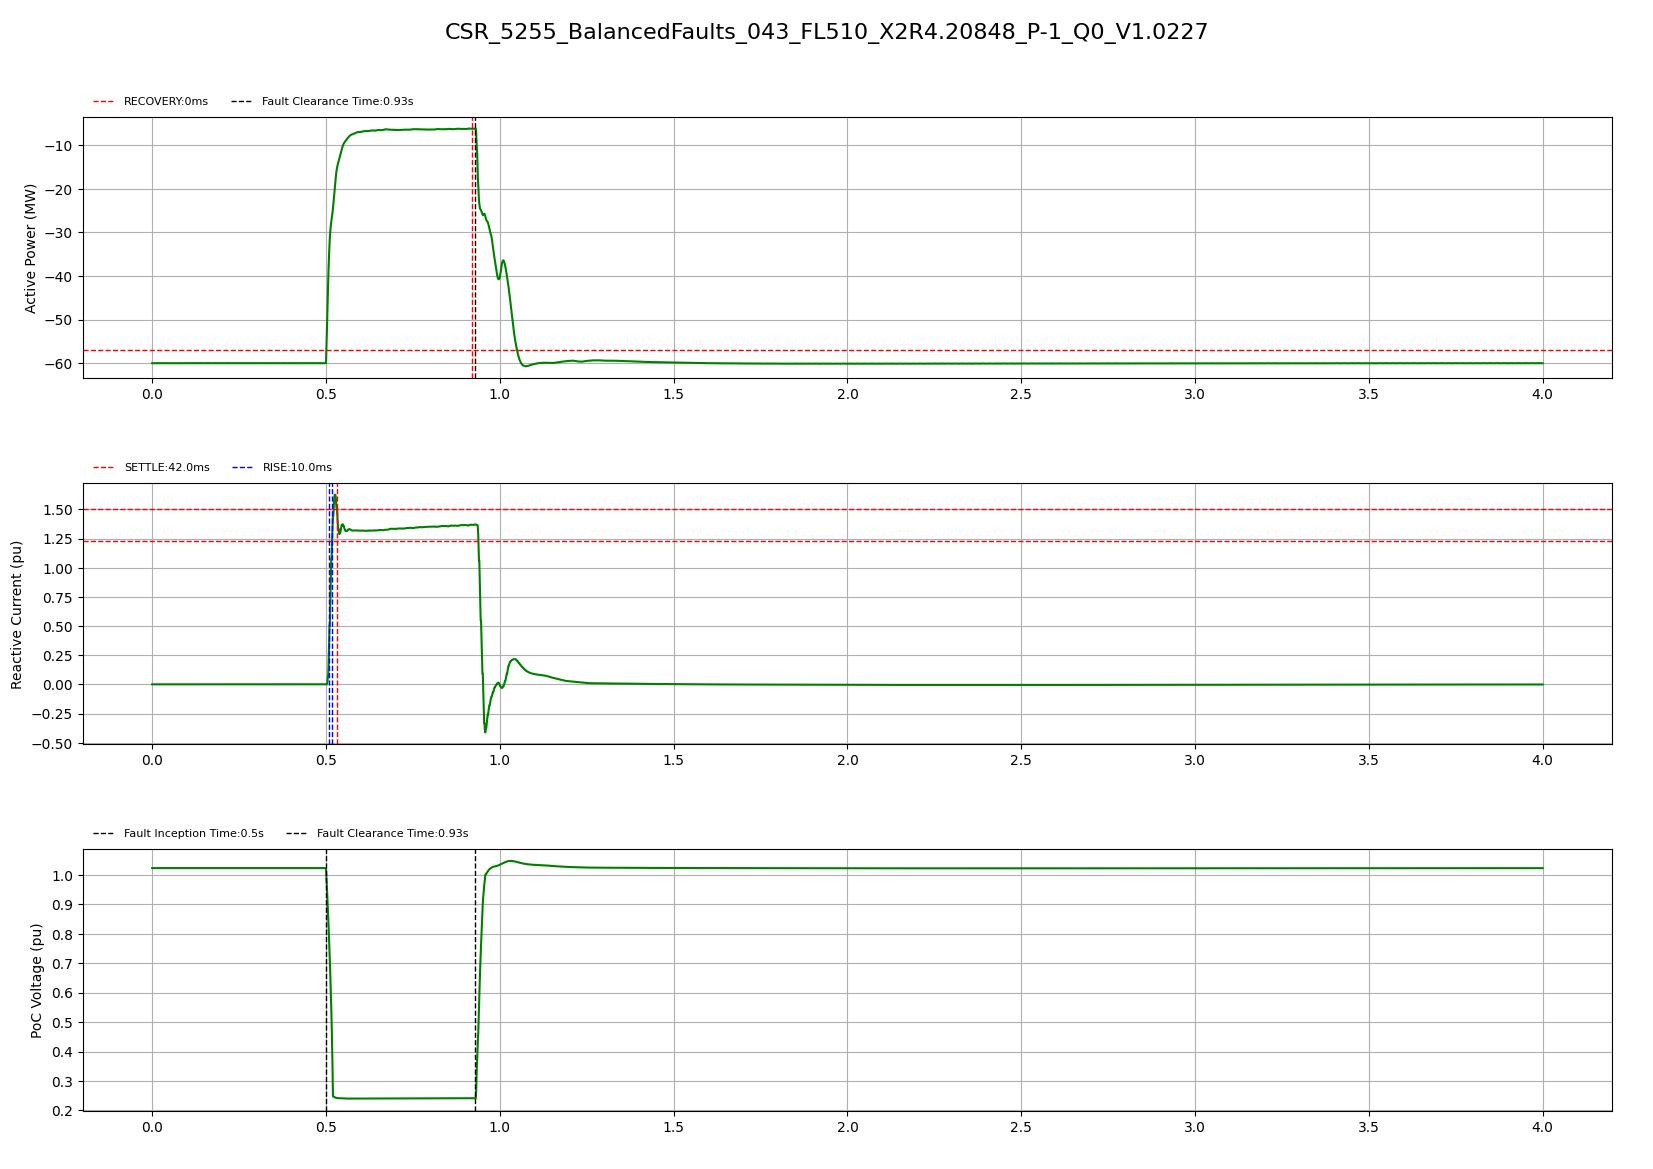 CSR_5255_BalancedFaults_043_FL510_X2R4.20848_P-1_Q0_V1.0227
RECOVERY:0ms Fault Clearance Time:0.93s
Active Power (MW)
−10
−20
−30
−40
−50
−60
0.0 0.5 1.0 1.5 2.0 2.5 3.0 3.5 4.0
SETTLE:42.0ms RISE:10.0ms
Reactive Current (pu)
1.50
1.25
1.00
0.75
0.50
0.25
0.00
−0.25
−0.50
0.0 0.5 1.0 1.5 2.0 2.5 3.0 3.5 4.0
Fault Inception Time:0.5s Fault Clearance Time:0.93s
PoC Voltage (pu)
1.0
0.9
0.8
0.7
0.6
0.5
0.4
0.3
0.2
0.0 0.5 1.0 1.5 2.0 2.5 3.0 3.5 4.0